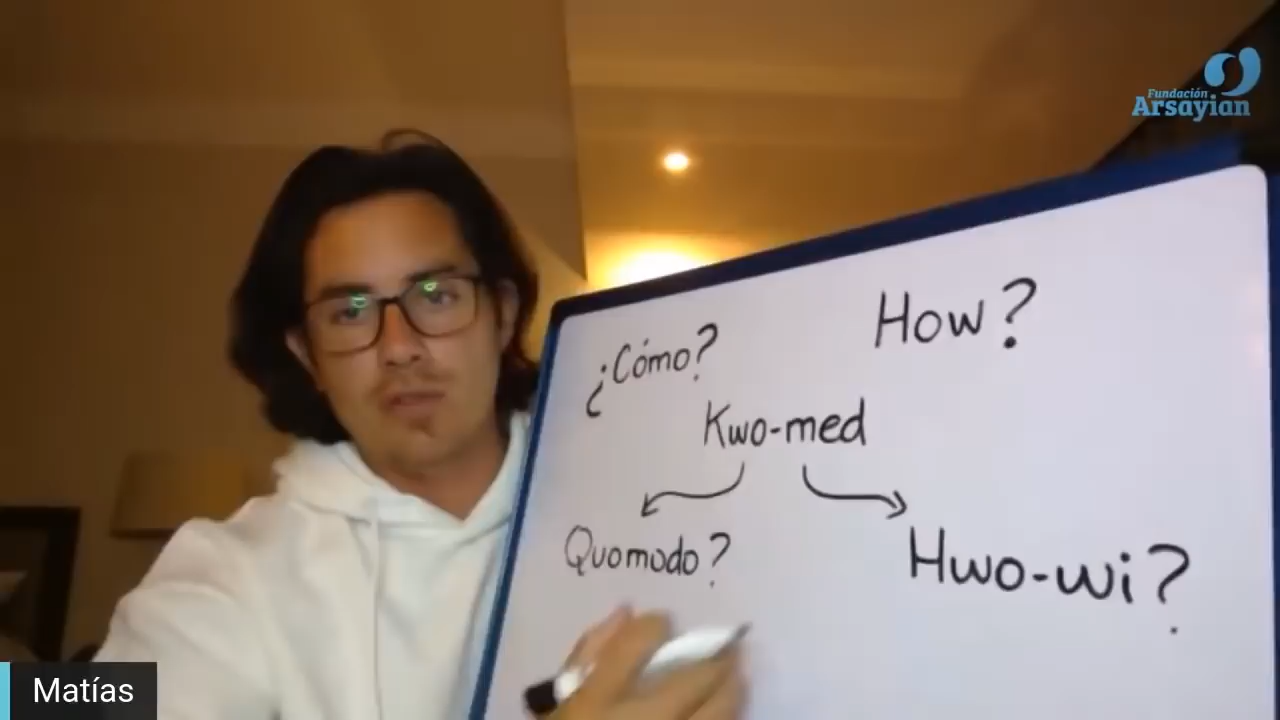 Fundación
Arsayian
¿Cómo?
How?
Kwo-med
Quomodo?
Hwo-wi?
Matías